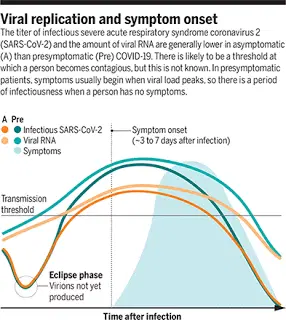 Viral replication and symptom onset
The titer of infectious severe acute respiratory syndrome coronavirus 2
(SARS-CoV-2) and the amount of viral RNA are generally lower in asymptomatic
(A) than presymptomatic (Pre) COVID-19. There is likely to be a threshold at
which a person becomes contagious, but this is not known. In presymptomatic
patients, symptoms usually begin when viral load peaks, so there is a period
of infectiousness when a person has no symptoms.
A Pre
Infectious SARS-CoV-2
Viral RNA
Symptoms
Symptom onset
(~3 to 7 days after infection)
Transmission
threshold
Eclipse phase
Virions not yet
produced
Time after infection